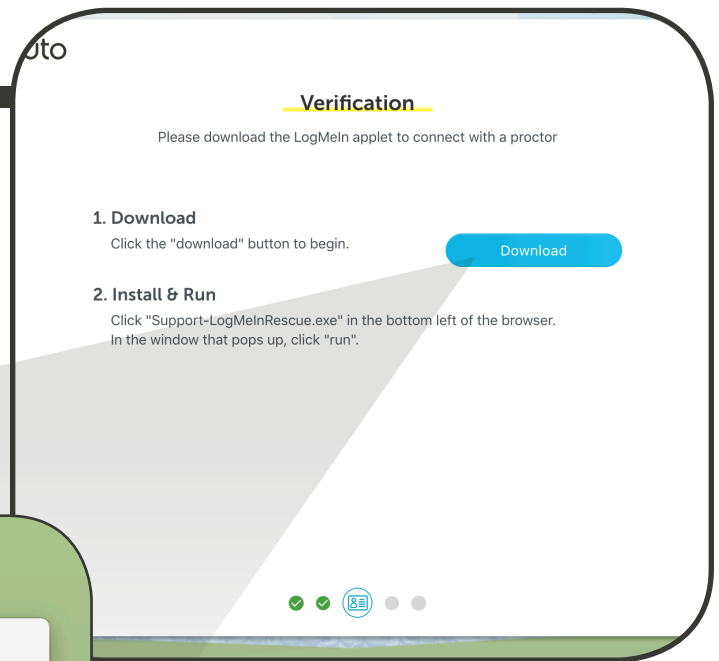 uto
Verification
Please download the LogMeIn applet to connect with a proctor
1. Download
Click the "download" button to begin.
Download
2. Install & Run
Click "Support-LogMeInRescue.exe" in the bottom left of the browser.
In the window that pops up, click "run".